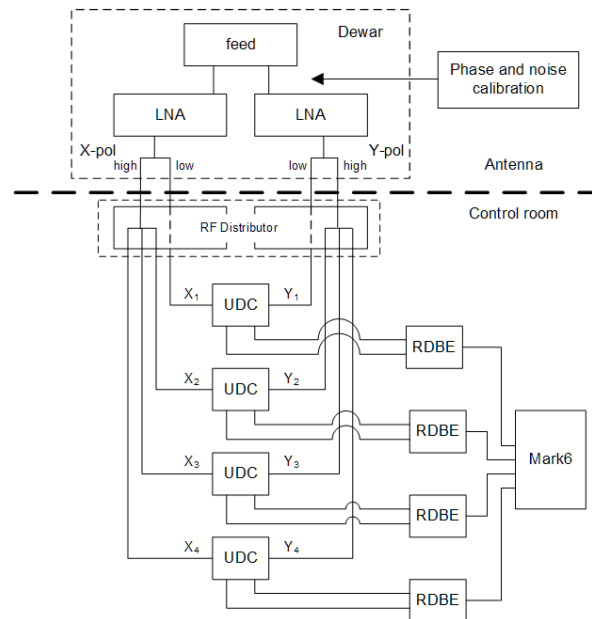 feed
Dewar
Phase and noise
calibration
LNA
LNA
X-pol
Y-pol
high
low
low
high
Antenna
Control room
RF Distributor
X₁
UDC
Y₁
RDBE
X₂
UDC
Y₂
RDBE
Mark6
X₃
UDC
Y₃
RDBE
X₄
UDC
Y₄
RDBE